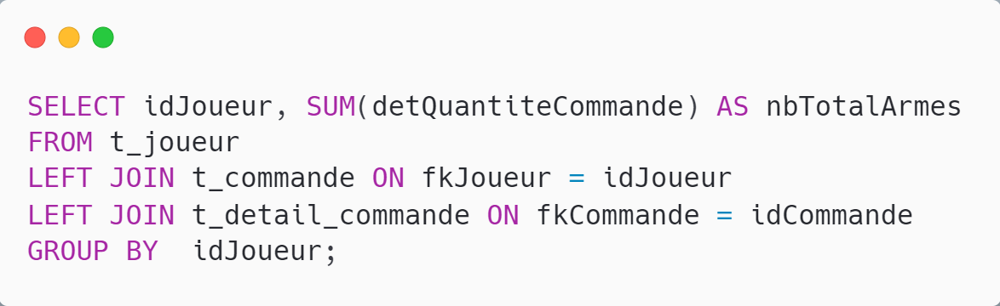 SELECT idJoueur, SUM(detQuantiteCommande) AS nbTotalArmes
FROM t_joueur
LEFT JOIN t_commande ON fkJoueur = idJoueur
LEFT JOIN t_detail_commande ON fkCommande = idCommande
GROUP BY  idJoueur;